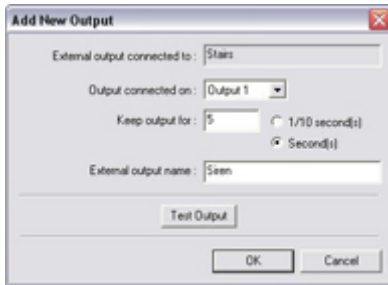 Add New Output
External output connected to : Stairs
Output connected on : Output 1
Keep output for : 5 1/10 second(s)
Second(s)
External output name : Siren
Test Output
OK Cancel